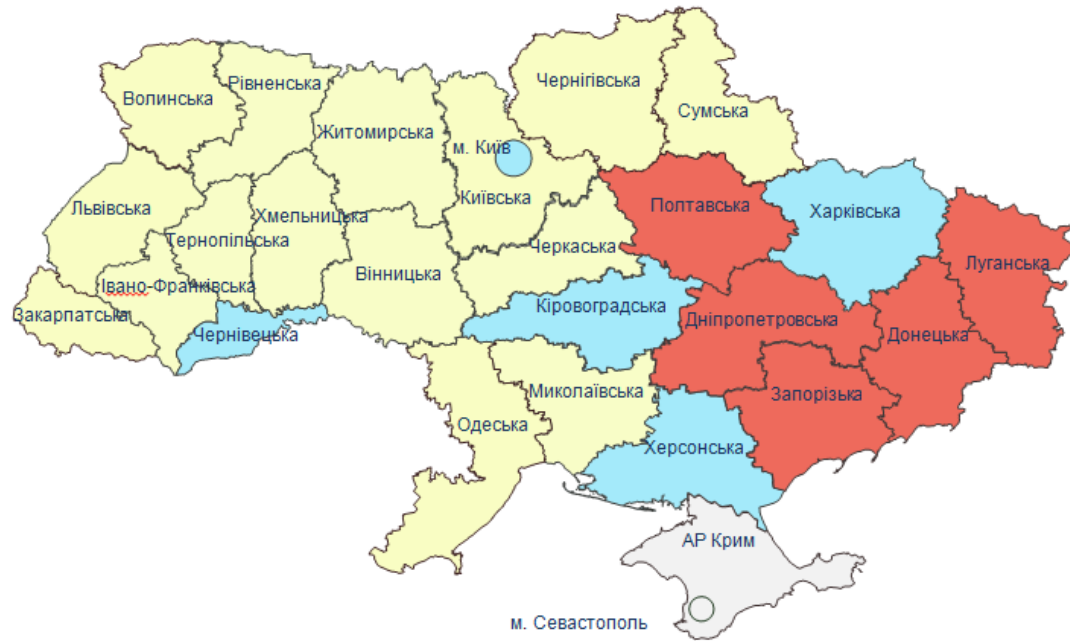 Чернігівська
Рівненська
Волинська
Сумська
Житомирська
м. Київ
Київська
Полтавська
Харківська
Львівська
Хмельницька
Тернопільська
Черкаська
Луганська
Вінницька
Івано-Франківська
Закарпатська
Кіровоградська
Дніпропетровська
Чернівецька
Донецька
Миколаївська
Запорізька
Одеська
Херсонська
АР Крим
м. Севастополь